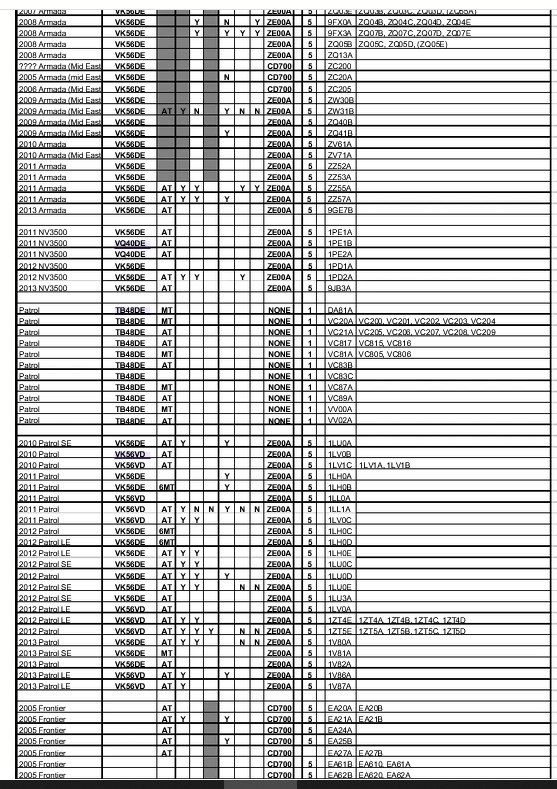 2007 Armada VK56DE ZE00A 5 ZQ03E ZQ03B, ZQ03C, ZQ03D, (ZQ55A)
2008 Armada VK56DE Y N Y ZE00A 5 9FX0A ZQ04B, ZQ04C, ZQ04D, ZQ04E
2008 Armada VK56DE Y Y Y Y ZE00A 5 9FX3A ZQ07B, ZQ07C, ZQ07D, ZQ07E
2008 Armada VK56DE ZE00A 5 ZQ05B ZQ05C, ZQ05D, (ZQ05E)
2008 Armada VK56DE ZE00A 5 ZQ13A
???? Armada (Mid East VK56DE CD700 5 ZC200
2005 Armada (mid East VK56DE N CD700 5 ZC20A
2006 Armada (Mid East VK56DE CD700 5 ZC205
2009 Armada (Mid East VK56DE ZE00A 5 ZW30B
2009 Armada (Mid East VK56DE AT Y N Y N N ZE00A 5 ZW31B
2009 Armada (Mid East VK56DE ZE00A 5 ZQ40B
2009 Armada (Mid East VK56DE Y ZE00A 5 ZQ41B
2010 Armada VK56DE ZE00A 5 ZV61A
2010 Armada (Mid East VK56DE ZE00A 5 ZV71A
2011 Armada VK56DE ZE00A 5 ZZ52A
2011 Armada VK56DE ZE00A 5 ZZ53A
2011 Armada VK56DE AT Y Y Y Y ZE00A 5 ZZ55A
2011 Armada VK56DE AT Y Y Y ZE00A 5 ZZ57A
2013 Armada VK56DE AT ZE00A 5 9GE7B
2011 NV3500 VK56DE AT ZE00A 5 1PE1A
2011 NV3500 VQ40DE AT ZE00A 5 1PE1B
2011 NV3500 VQ40DE AT ZE00A 5 1PE2A
2012 NV3500 VK56DE ZE00A 5 1PD1A
2012 NV3500 VK56DE AT Y Y Y ZE00A 5 1PD2A
2013 NV3500 VK56DE AT ZE00A 5 9JB3A
Patrol TB48DE MT NONE 1 DA81A
Patrol TB48DE MT NONE 1 VC20A VC200, VC201, VC202, VC203, VC204
Patrol TB48DE AT NONE 1 VC21A VC205, VC206, VC207, VC208, VC209
Patrol TB48DE AT NONE 1 VC817 VC815, VC816
Patrol TB48DE MT NONE 1 VC81A VC805, VC806
Patrol TB48DE AT NONE 1 VC83B
Patrol TB48DE NONE 1 VC83C
Patrol TB48DE MT NONE 1 VC87A
Patrol TB48DE AT NONE 1 VC89A
Patrol TB48DE MT NONE 1 VV00A
Patrol TB48DE AT NONE 1 VV02A
2010 Patrol SE VK56DE AT Y Y ZE00A 5 1LU0A
2010 Patrol VK56VD AT ZE00A 5 1LV0B
2010 Patrol VK56VD AT ZE00A 5 1LV1C 1LV1A, 1LV1B
2011 Patrol VK56DE Y ZE00A 5 1LH0A
2011 Patrol VK56DE 6MT Y ZE00A 5 1LH0B
2011 Patrol VK56VD ZE00A 5 1LL0A
2011 Patrol VK56VD AT Y N N Y N N ZE00A 5 1LL1A
2011 Patrol VK56VD AT Y Y ZE00A 5 1LV0C
2012 Patrol VK56DE 6MT ZE00A 5 1LH0C
2012 Patrol LE VK56DE 6MT ZE00A 5 1LH0D
2012 Patrol LE VK56DE AT Y Y ZE00A 5 1LH0E
2012 Patrol SE VK56DE AT Y Y ZE00A 5 1LU0C
2012 Patrol VK56DE AT Y Y ZE00A 5 1LU0D
2012 Patrol SE VK56DE AT Y Y N N ZE00A 5 1LU0E
2012 Patrol SE VK56DE AT ZE00A 5 1LU3A
2012 Patrol LE VK56VD AT ZE00A 5 1LV0A
2012 Patrol LE VK56VD AT Y Y ZE00A 5 1ZT4E 1ZT4A, 1ZT4B, 1ZT4C, 1ZT4D
2012 Patrol VK56VD AT Y Y Y N N ZE00A 5 1ZT5E 1ZT5A, 1ZT5B, 1ZT5C, 1ZT5D
2013 Patrol VK56DE AT Y Y N N ZE00A 5 1V80A
2013 Patrol SE VK56DE MT ZE00A 5 1V81A
2013 Patrol VK56DE AT ZE00A 5 1V82A
2013 Patrol LE VK56VD AT Y Y ZE00A 5 1V86A
2013 Patrol LE VK56VD AT Y ZE00A 5 1V87A
2005 Frontier AT CD700 5 EA20A EA20B
2005 Frontier AT Y Y CD700 5 EA21A EA21B
2005 Frontier AT CD700 5 EA24A
2005 Frontier AT Y CD700 5 EA25B
2005 Frontier AT CD700 5 EA27A EA27B
2005 Frontier CD700 5 EA61B EA610, EA61A
2005 Frontier CD700 5 EA62B EA620, EA62A